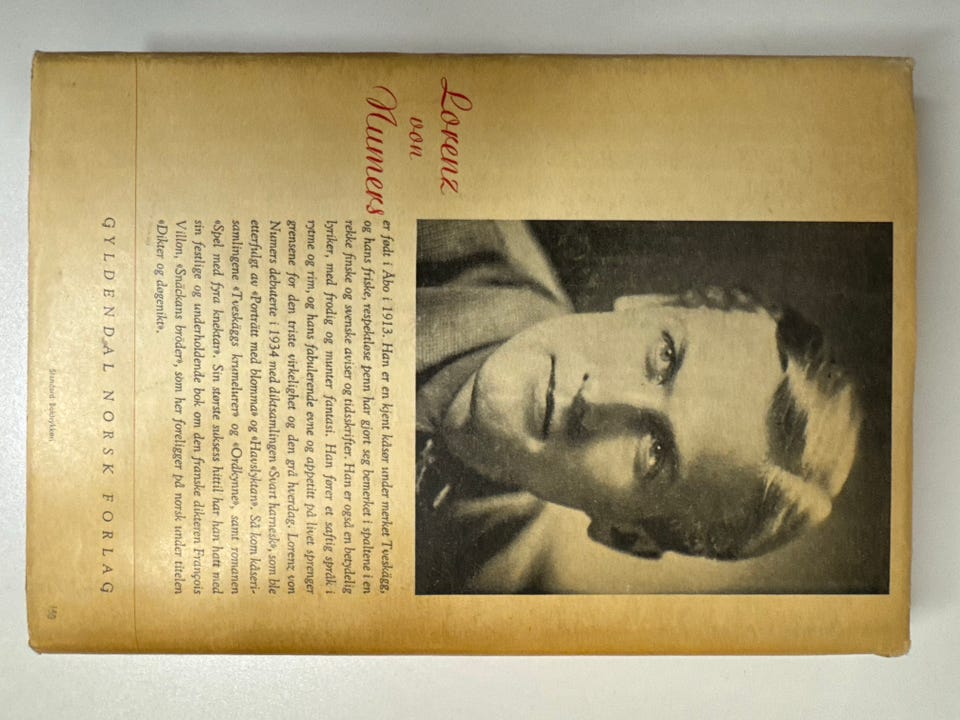 Lorenz
von
Numers
er født i Åbo i 1913. Han er en kjent kåsør under merket Tveskägg,
og hans friske, respektløse penn har gjort seg bemerket i spaltene i en
rekke finske og svenske aviser og tidsskrifter. Han er også en betydelig
lyriker, med frodig og munter fantasi. Han fører et saftig språk i
rytme og rim, og hans fabulerende evne og appetitt på livet sprenger
grensene for den triste virkelighet og den grå hverdag. Lorenz von
Numers debuterte i 1934 med diktsamlingen «Svart harnesk», som ble
etterfulgt av «Porträtt med blomma» og «Havslyktan». Så kom kåseri-
samlingene «Tveskäggs krumelurer» og «Ordkynne», samt romanen
«Spel med fyra knektar». Sin største suksess hittil har han hatt med
sin festlige og underholdende bok om den franske dikteren François
Villon, «Snäckans bröder», som her foreligger på norsk under titelen
«Dikter og døgenikt».
GYLDENDAL NORSK FORLAG
Standard Boktrykkeri